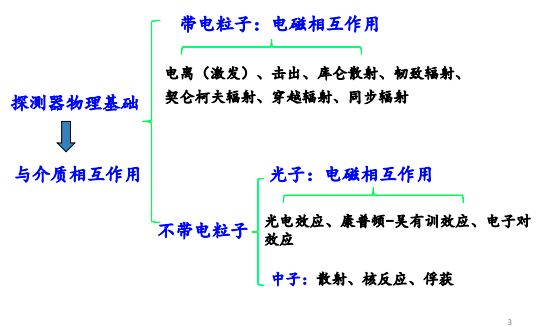 带电粒子：电磁相互作用
电离（激发）、击出、库仑散射、韧致辐射、
契仑柯夫辐射、穿越辐射、同步辐射
探测器物理基础
与介质相互作用
光子：电磁相互作用
不带电粒子
光电效应、康普顿-吴有训效应、电子对
效应
中子：散射、核反应、俘获
3